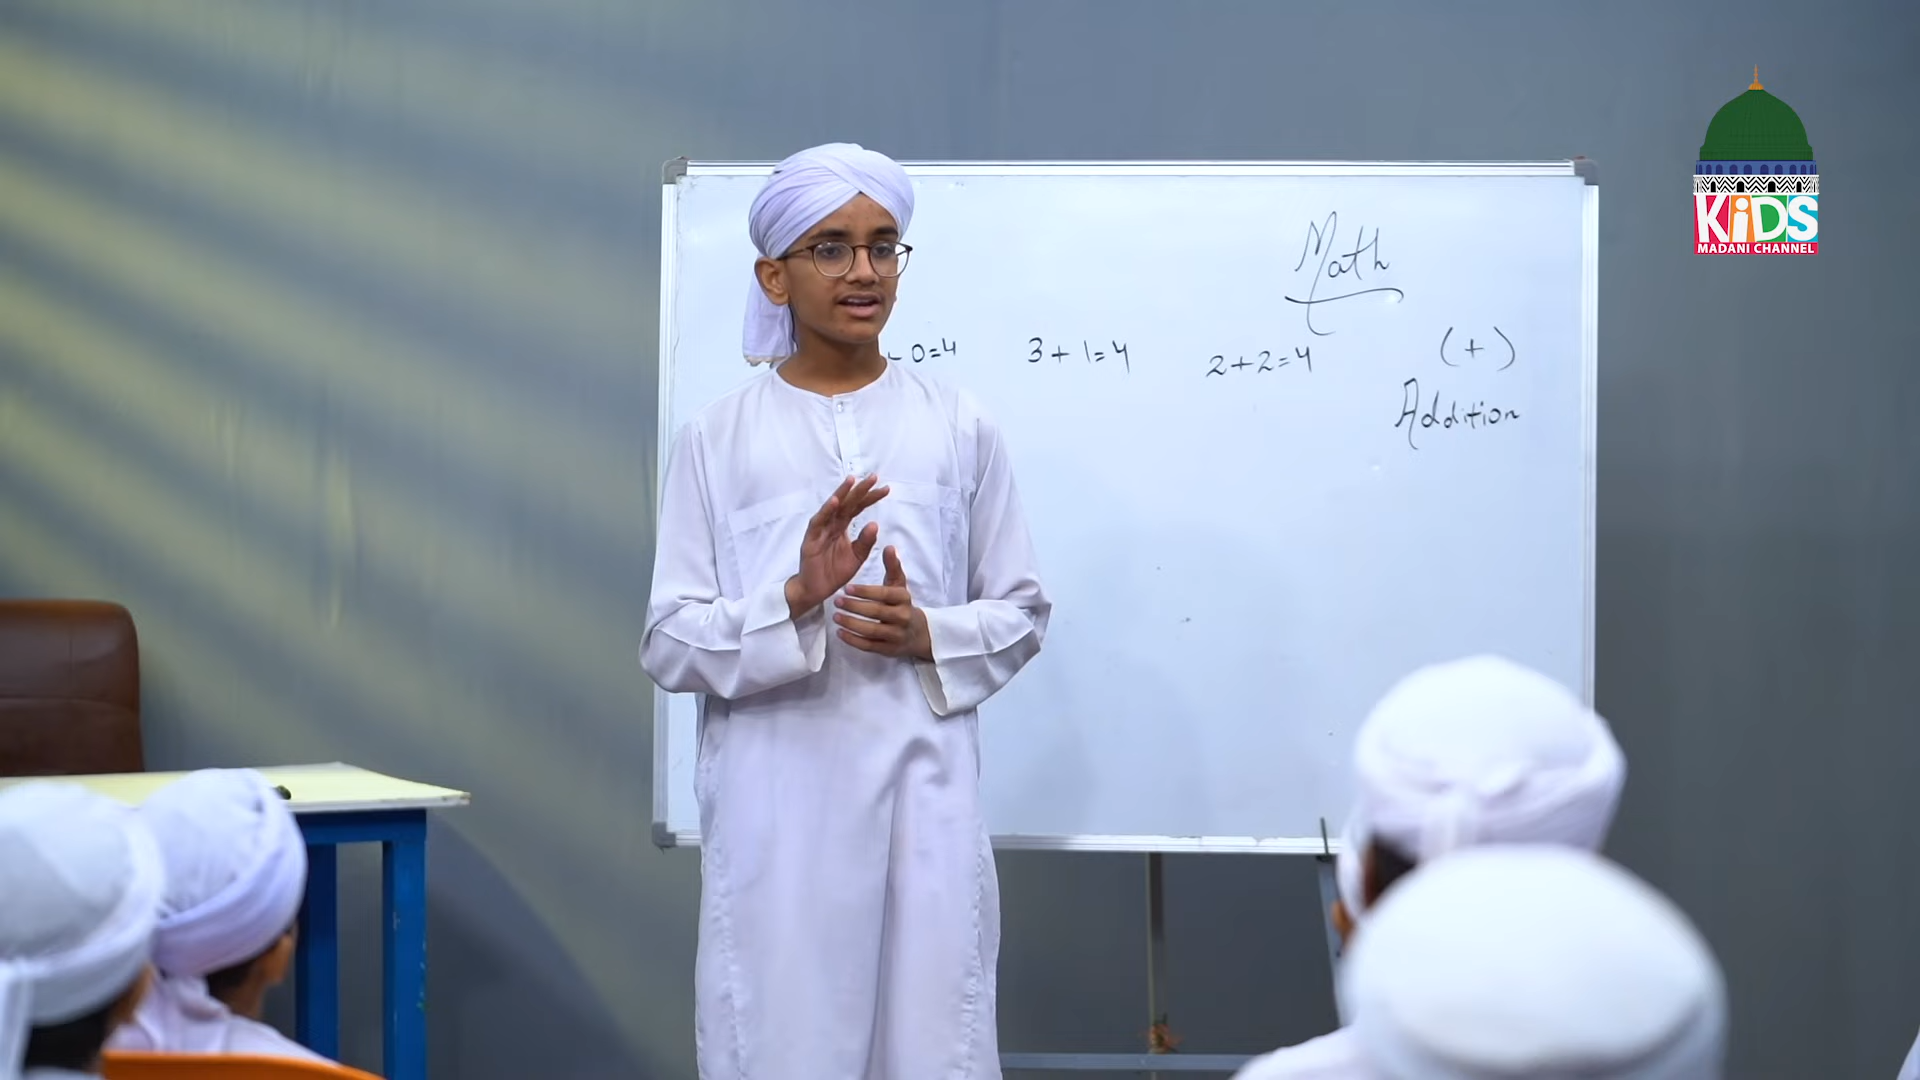 Math
0=4 3+1=4 2+2=4 (+)
Addition
KiDS
MADANI CHANNEL